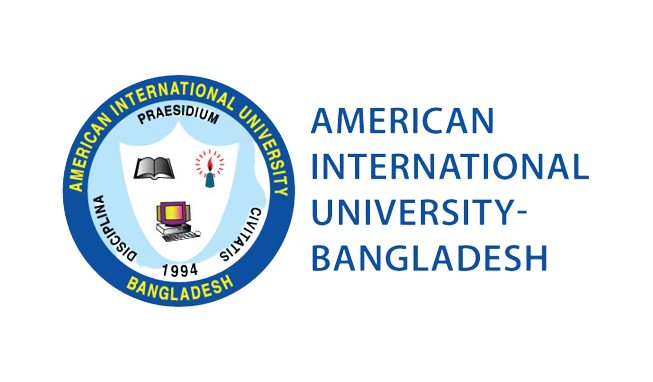 AMERICAN INTERNATIONAL UNIVERSITY
PRAESIDIUM
DISCIPLINA
CIVITATIS
1994
BANGLADESH
AMERICAN
INTERNATIONAL
UNIVERSITY-
BANGLADESH